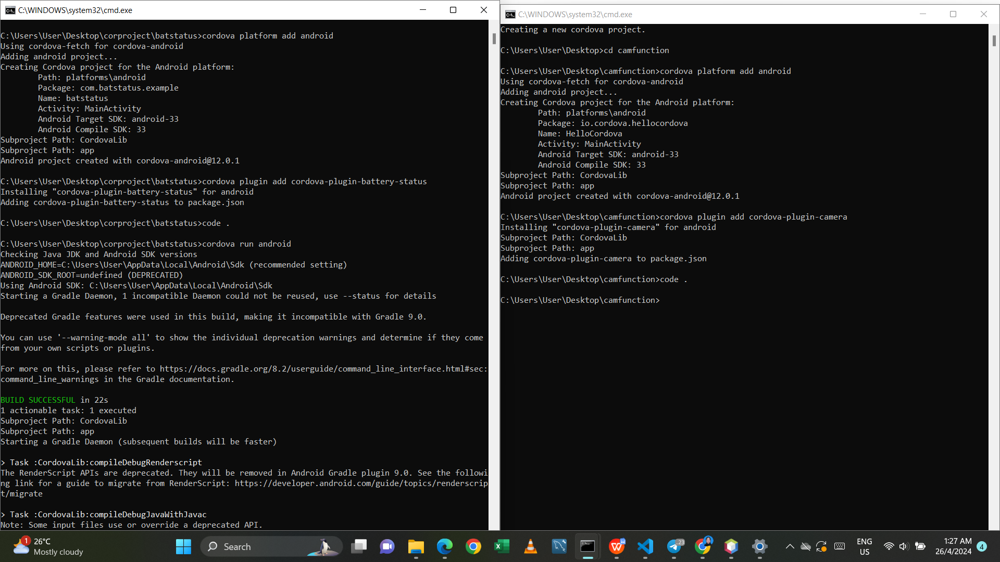 C:\WINDOWS\system32\cmd.exe
C:\Users\User\Desktop\corproject\batstatus>cordova platform add android
Using cordova-fetch for cordova-android
Adding android project...
Creating Cordova project for the Android platform:
Path: platforms\android
Package: com.batstatus.example
Name: batstatus
Activity: MainActivity
Android Target SDK: android-33
Android Compile SDK: 33
Subproject Path: CordovaLib
Subproject Path: app
Android project created with cordova-android@12.0.1
C:\Users\User\Desktop\corproject\batstatus>cordova plugin add cordova-plugin-battery-status
Installing "cordova-plugin-battery-status" for android
Adding cordova-plugin-battery-status to package.json
C:\Users\User\Desktop\corproject\batstatus>code .
C:\Users\User\Desktop\corproject\batstatus>cordova run android
Checking Java JDK and Android SDK versions
ANDROID_HOME=C:\Users\User\AppData\Local\Android\Sdk (recommended setting)
ANDROID_SDK_ROOT=undefined (DEPRECATED)
Using Android SDK: C:\Users\User\AppData\Local\Android\Sdk
Starting a Gradle Daemon, 1 incompatible Daemon could not be reused, use --status for details
Deprecated Gradle features were used in this build, making it incompatible with Gradle 9.0.
You can use '--warning-mode all' to show the individual deprecation warnings and determine if they come
from your own scripts or plugins.
For more on this, please refer to https://docs.gradle.org/8.2/userguide/command_line_interface.html#sec:
command_line_warnings in the Gradle documentation.
BUILD SUCCESSFUL in 22s
1 actionable task: 1 executed
Subproject Path: CordovaLib
Subproject Path: app
Starting a Gradle Daemon (subsequent builds will be faster)
> Task :CordovaLib:compileDebugRenderscript
The RenderScript APIs are deprecated. They will be removed in Android Gradle plugin 9.0. See the followi
ng link for a guide to migrate from RenderScript: https://developer.android.com/guide/topics/renderscrip
t/migrate
> Task :CordovaLib:compileDebugJavaWithJavac
Note: Some input files use or override a deprecated API.
C:\WINDOWS\system32\cmd.exe
Creating a new cordova project.
C:\Users\User\Desktop>cd camfunction
C:\Users\User\Desktop\camfunction>cordova platform add android
Using cordova-fetch for cordova-android
Adding android project...
Creating Cordova project for the Android platform:
Path: platforms\android
Package: io.cordova.hellocordova
Name: HelloCordova
Activity: MainActivity
Android Target SDK: android-33
Android Compile SDK: 33
Subproject Path: CordovaLib
Subproject Path: app
Android project created with cordova-android@12.0.1
C:\Users\User\Desktop\camfunction>cordova plugin add cordova-plugin-camera
Installing "cordova-plugin-camera" for android
Subproject Path: CordovaLib
Subproject Path: app
Adding cordova-plugin-camera to package.json
C:\Users\User\Desktop\camfunction>code .
C:\Users\User\Desktop\camfunction>
1
26°C
Mostly cloudy
Search
23
ENG
US
1:27 AM
26/4/2024
4